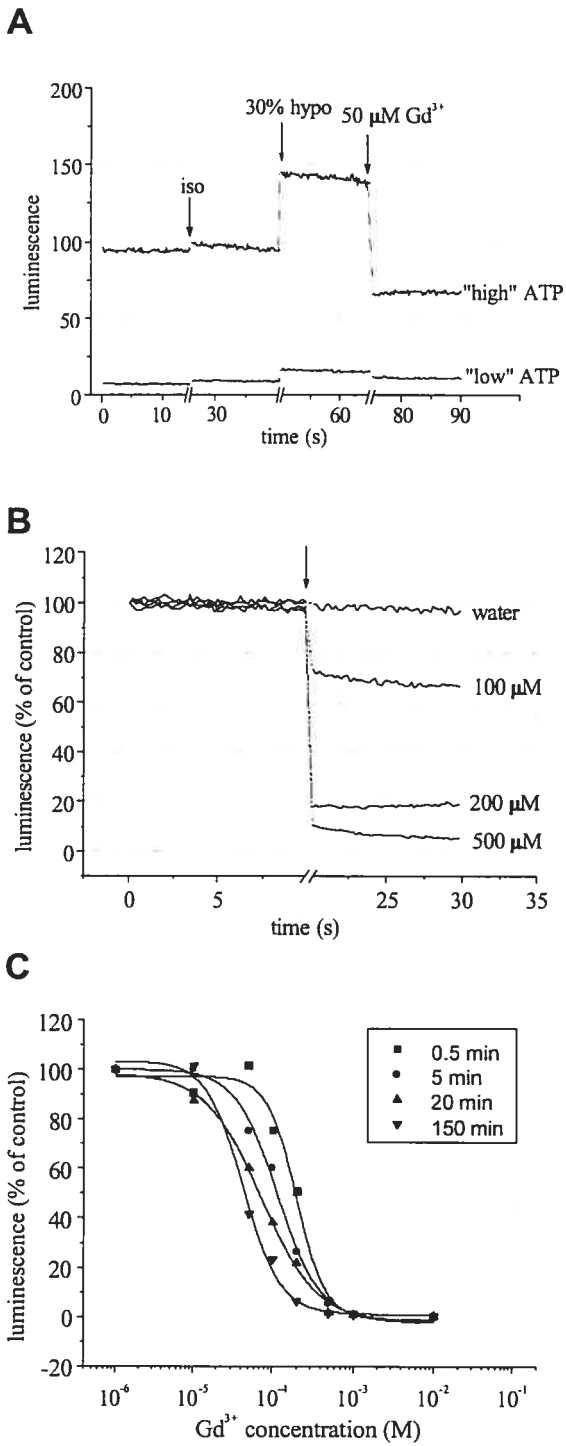 A
200
150
100
50
0
luminescence
iso
30% hypo
50 µM Gd³⁺
"high" ATP
"low" ATP
0 10 30 60 80 90
time (s)
B
120
100
80
60
40
20
0
luminescence (% of control)
water
100 µM
200 µM
500 µM
0 5 25 30 35
time (s)
C
120
100
80
60
40
20
0
-20
luminescence (% of control)
0.5 min
5 min
20 min
150 min
10⁻⁶ 10⁻⁵ 10⁻⁴ 10⁻³ 10⁻² 10⁻¹
Gd³⁺ concentration (M)